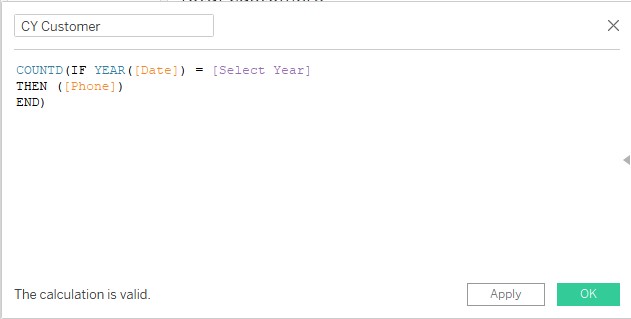 CY Customer
COUNTD(IF YEAR([Date]) = [Select Year]
THEN ([Phone])
END)
The calculation is valid.
Apply
OK